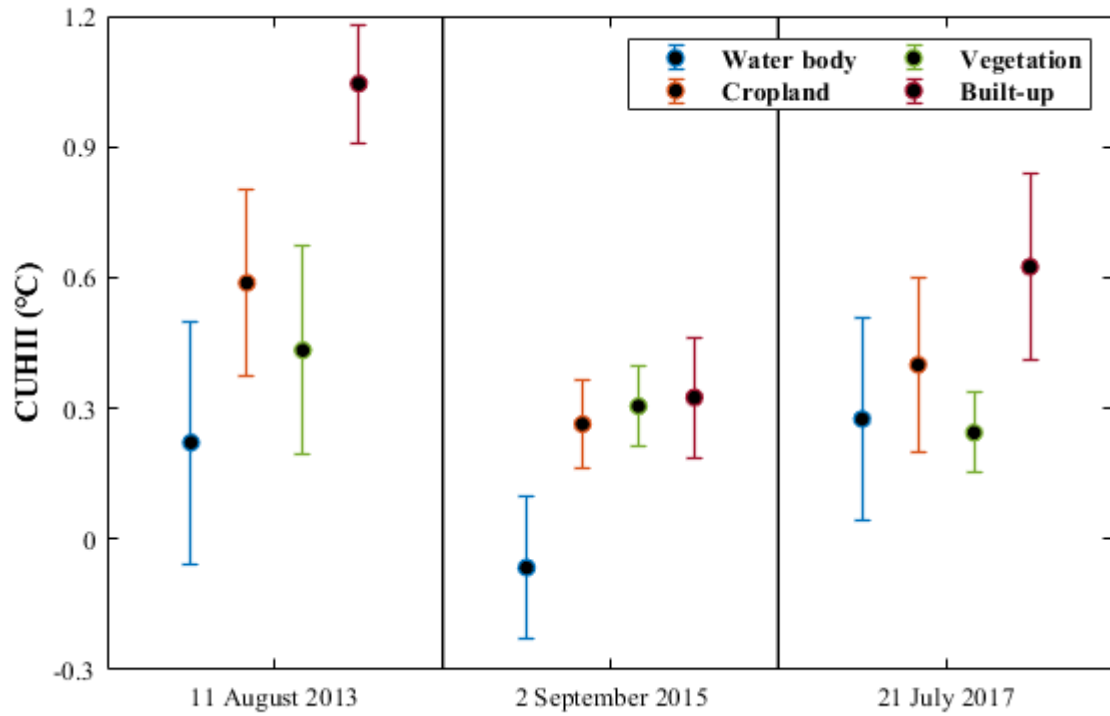 1.2
0.9
0.6
0.3
0
-0.3
CUHII (°C)
Water body
Vegetation
Cropland
Built-up
11 August 2013
2 September 2015
21 July 2017